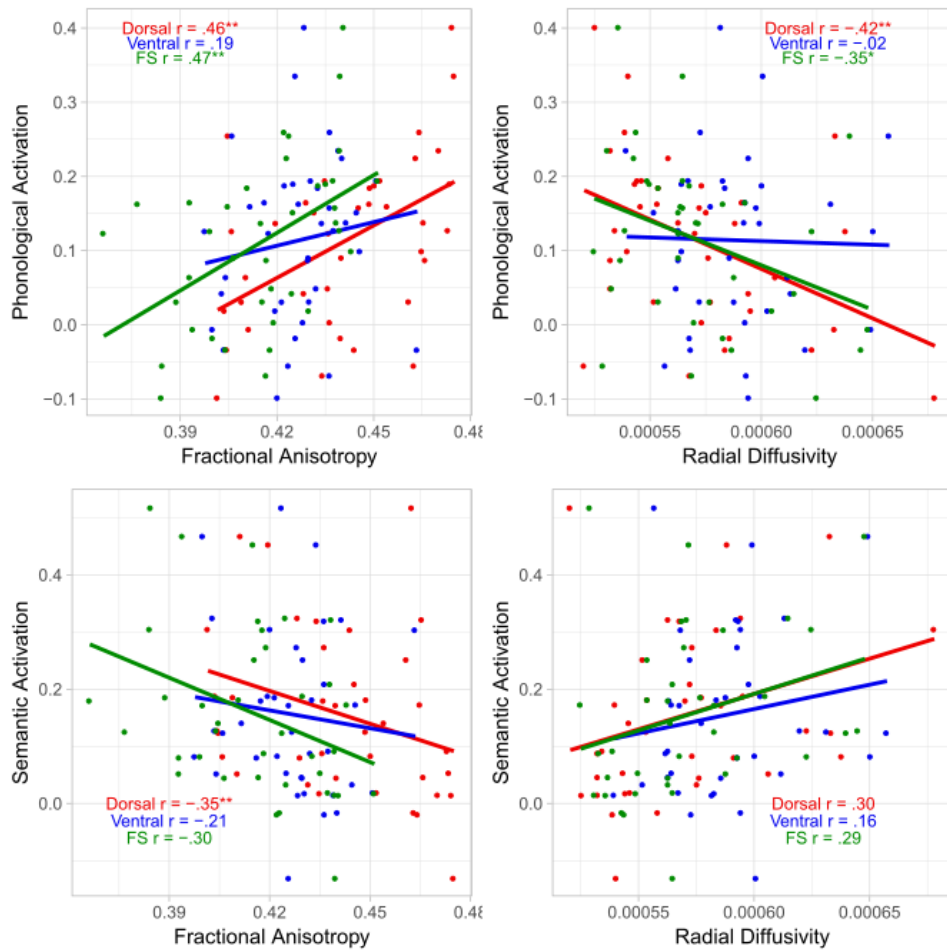 Dorsal r = .46**
Ventral r = .19
FS r = .47**
0.4
0.3
0.2
0.1
0.0
−0.1
Phonological Activation
0.39 0.42 0.45 0.48
Fractional Anisotropy
Dorsal r = −.42**
Ventral r = −.02
FS r = −.35*
0.4
0.3
0.2
0.1
0.0
−0.1
Phonological Activation
0.00055 0.00060 0.00065
Radial Diffusivity
0.4
0.2
0.0
Semantic Activation
Dorsal r = −.35**
Ventral r = −.21
FS r = −.30
0.39 0.42 0.45 0.48
Fractional Anisotropy
0.4
0.2
0.0
Semantic Activation
Dorsal r = .30
Ventral r = .16
FS r = .29
0.00055 0.00060 0.00065
Radial Diffusivity